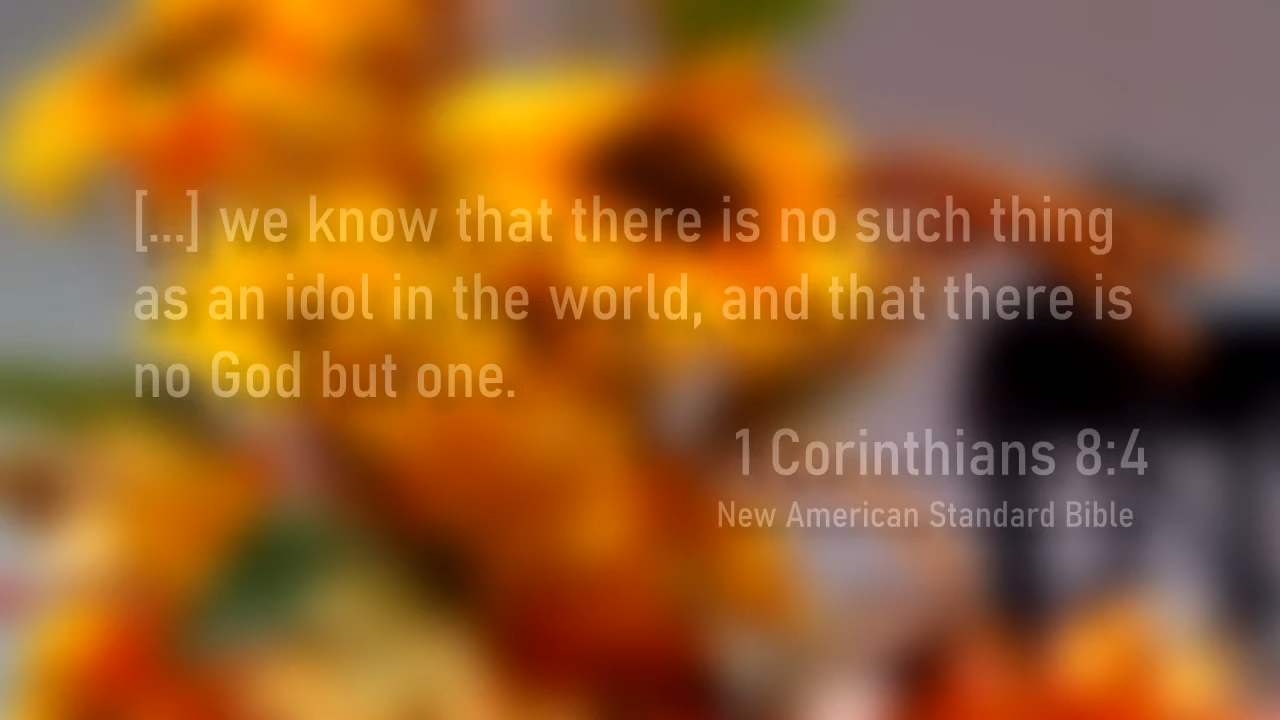 [...] we know that there is no such thing
as an idol in the world, and that there is
no God but one.
1 Corinthians 8:4
New American Standard Bible